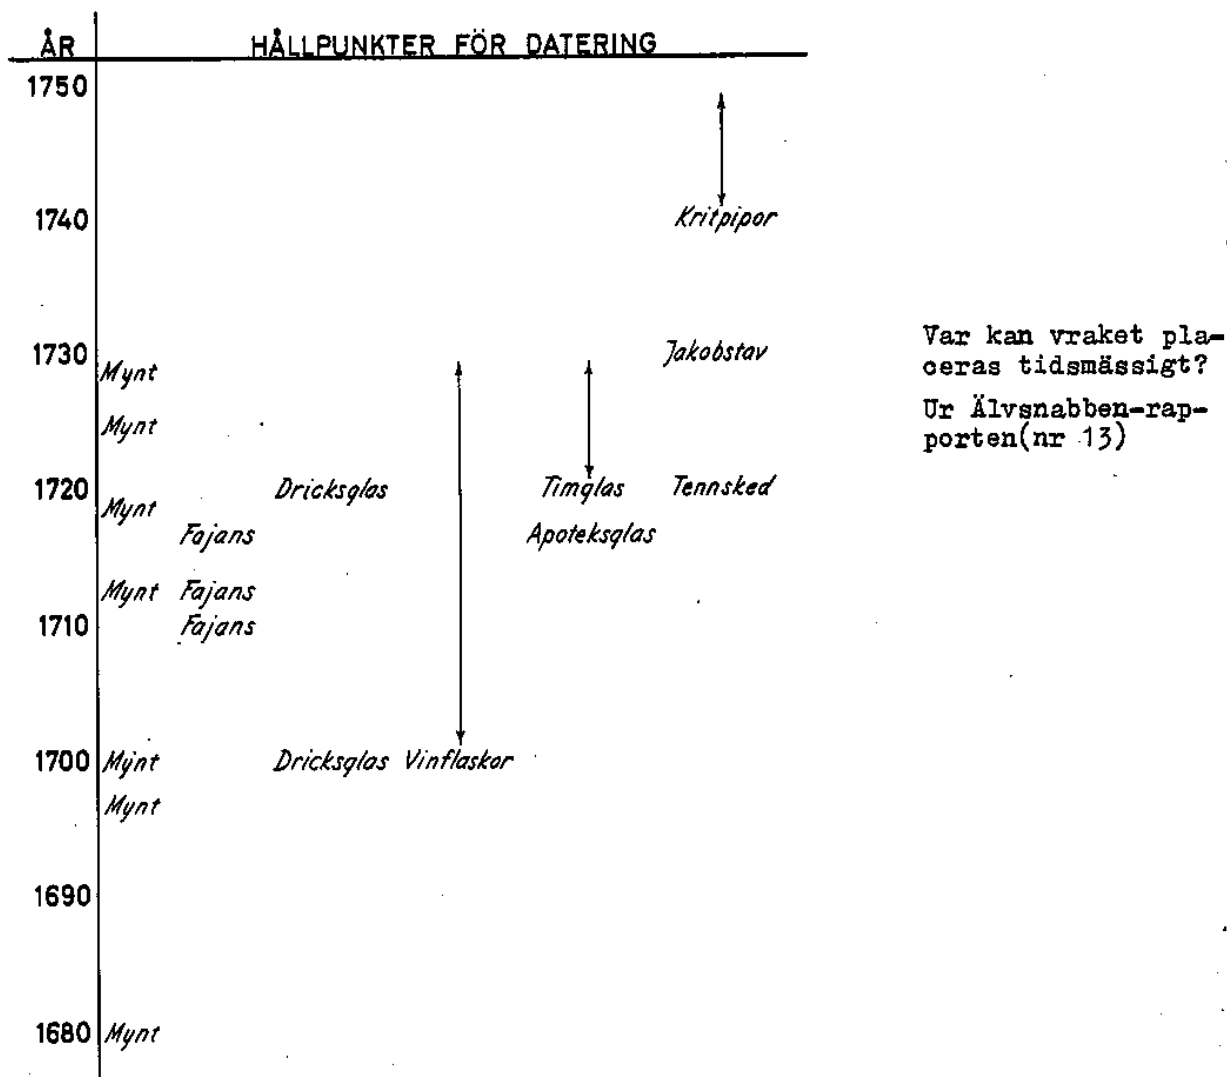 ÅR HÅLLPUNKTER FÖR DATERING
1750
1740 Kritpipor
1730 Jakobstav
Mynt
Mynt
1720 Dricksglas Timglas Tennsked
Mynt
Fajans Apoteksglas
Mynt Fajans
1710 Fajans
1700 Mynt Dricksglas Vinflaskor
Mynt
1690
1680 Mynt
Var kan vraket pla-
ceras tidsmässigt?
Ur Älvsnabben-rap-
porten(nr 13)